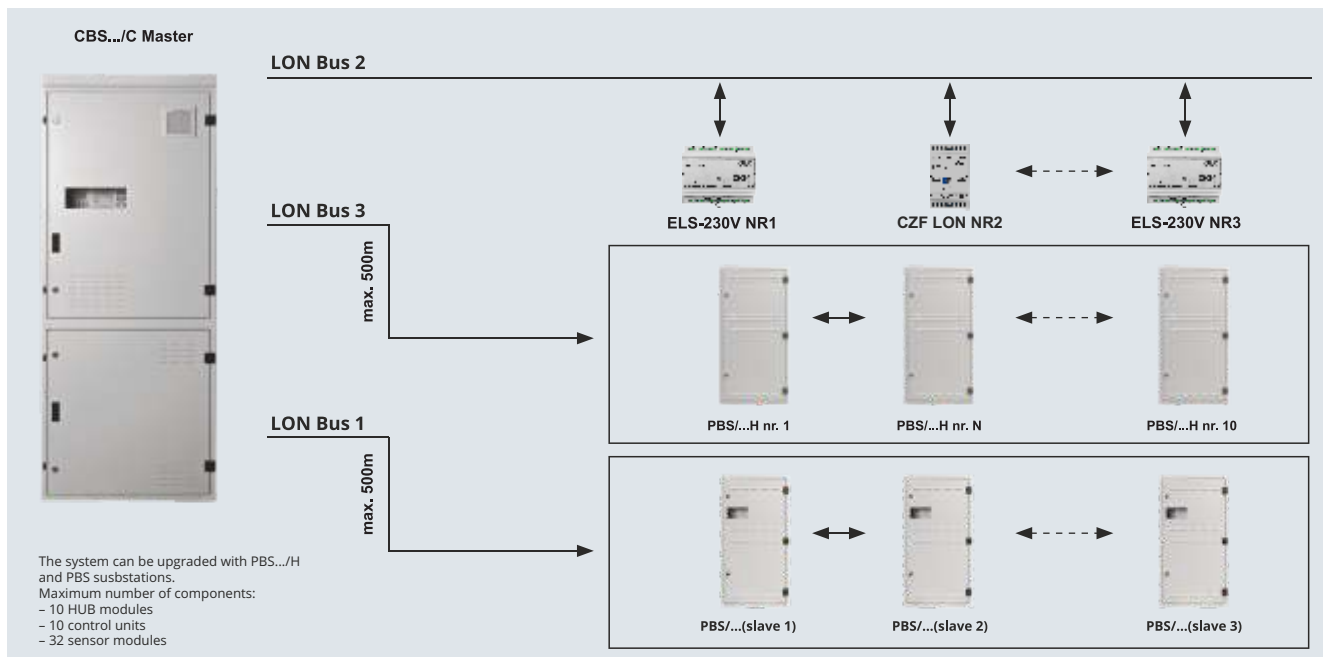 CBS.../C Master
LON Bus 2
ELS-230V NR1
CZF LON NR2
ELS-230V NR3
LON Bus 3
max. 500m
PBS/...H nr. 1
PBS/...H nr. N
PBS/...H nr. 10
LON Bus 1
max. 500m
PBS/...(slave 1)
PBS/...(slave 2)
PBS/...(slave 3)
The system can be upgraded with PBS.../H
and PBS susbstations.
Maximum number of components:
– 10 HUB modules
– 10 control units
– 32 sensor modules